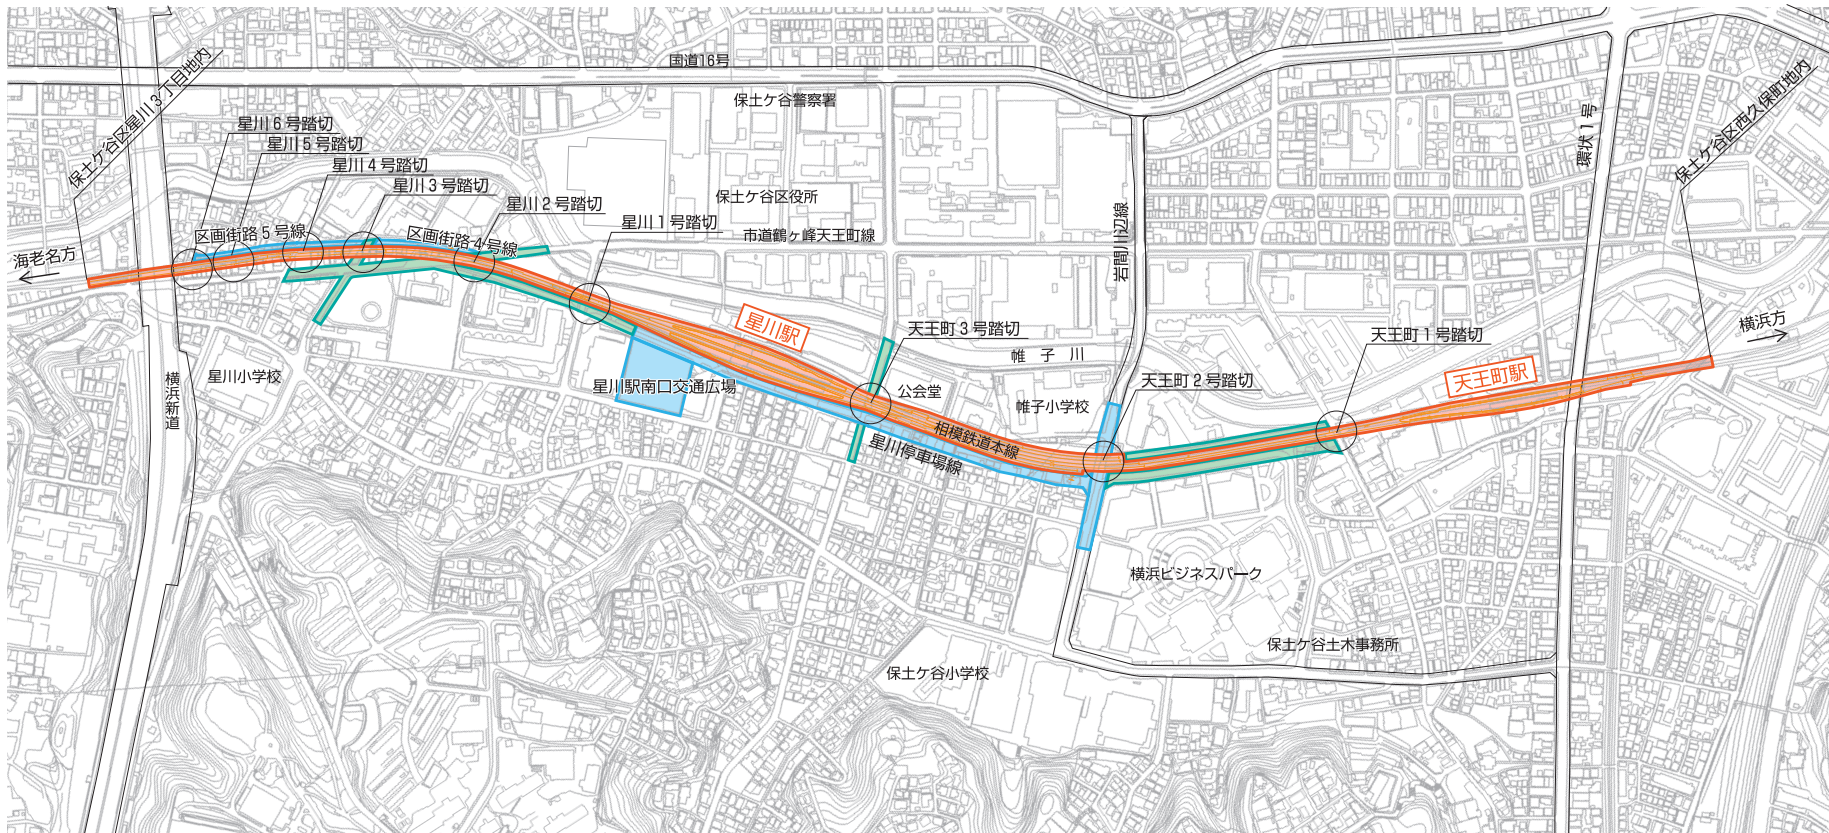 国道16号
保土ケ谷区星川3丁目地内
保土ケ谷警察署
保土ケ谷区西久保町地内
環状1号
星川6号踏切
星川5号踏切
星川4号踏切
星川3号踏切
星川2号踏切
星川1号踏切
保土ケ谷区役所
岩間川辺線
区画街路5号線
区画街路4号線
市道鶴ヶ峰天王町線
海老名方
星川駅
天王町3号踏切
天王町1号踏切
横浜方
帷子川
星川小学校
横浜新道
星川駅南口交通広場
公会堂
天王町2号踏切
天王町駅
帷子小学校
相模鉄道本線
星川停車場線
横浜ビジネスパーク
保土ケ谷土木事務所
保土ケ谷小学校